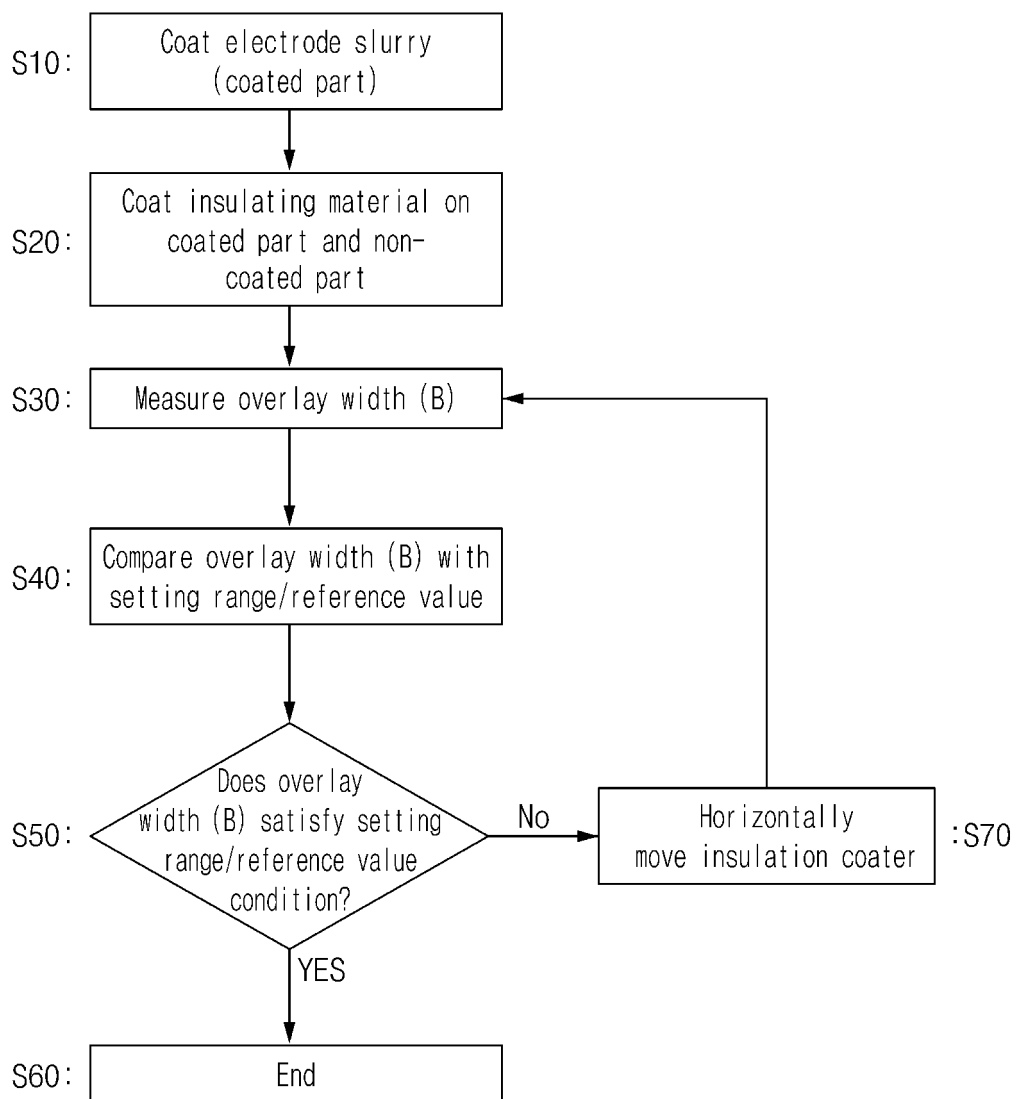 S10:
Coat electrode slurry
(coated part)
S20:
Coat insulating material on
coated part and non-
coated part
S30:
Measure overlay width (B)
S40:
Compare overlay width (B) with
setting range/reference value
S50:
Does overlay
width (B) satisfy setting
range/reference value
condition?
No
Horizontally
move insulation coater
:S70
YES
S60:
End